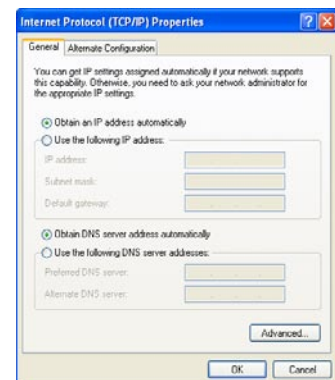 Internet Protocol (TCP/IP) Properties
General
Alternate Configuration
You can get IP settings assigned automatically if your network supports
this capability. Otherwise, you need to ask your network administrator for
the appropriate IP settings.
Obtain an IP address automatically
Use the following IP address:
IP address:
Subnet mask:
Default gateway:
Obtain DNS server address automatically
Use the following DNS server addresses:
Preferred DNS server:
Alternate DNS server:
Advanced...
OK
Cancel